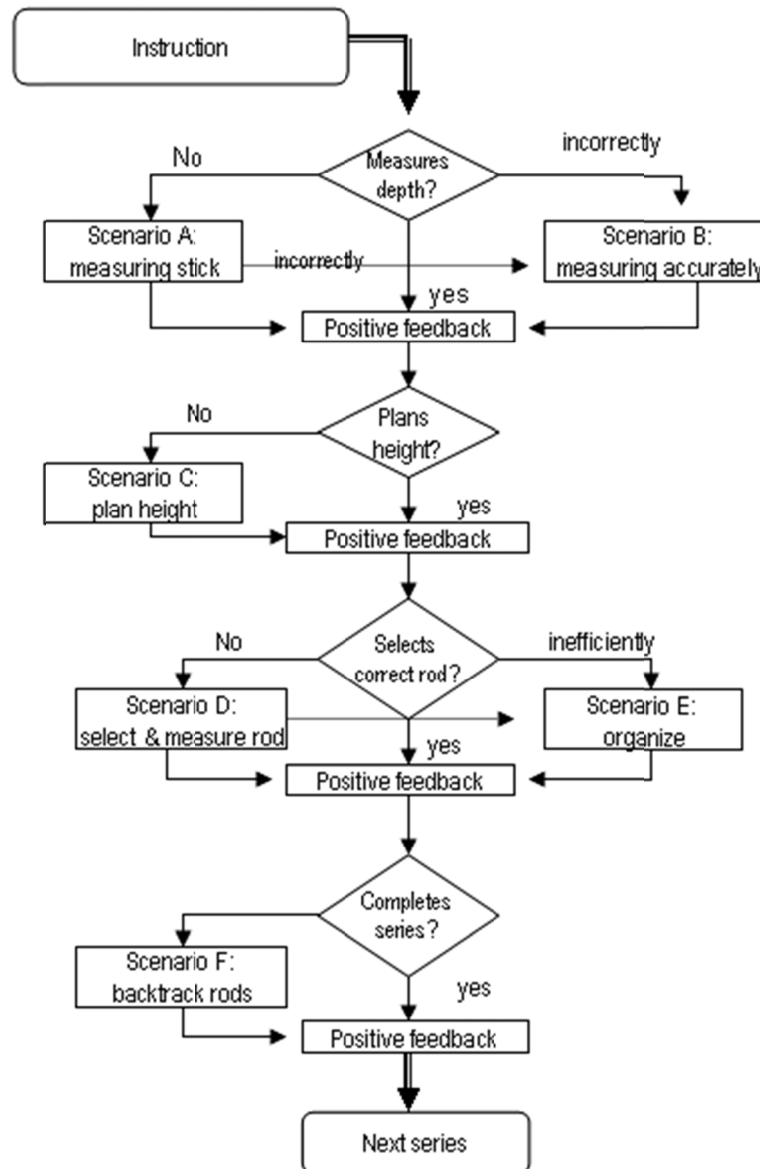 Instruction
No
Measures
depth?
incorrectly
Scenario A:
measuring stick
incorrectly
Scenario B:
measuring accurately
yes
Positive feedback
No
Plans
height?
Scenario C:
plan height
yes
Positive feedback
No
Selects
correct rod?
inefficiently
Scenario D:
select & measure rod
Scenario E:
organize
yes
Positive feedback
Completes
series?
Scenario F:
backtrack rods
yes
Positive feedback
Next series